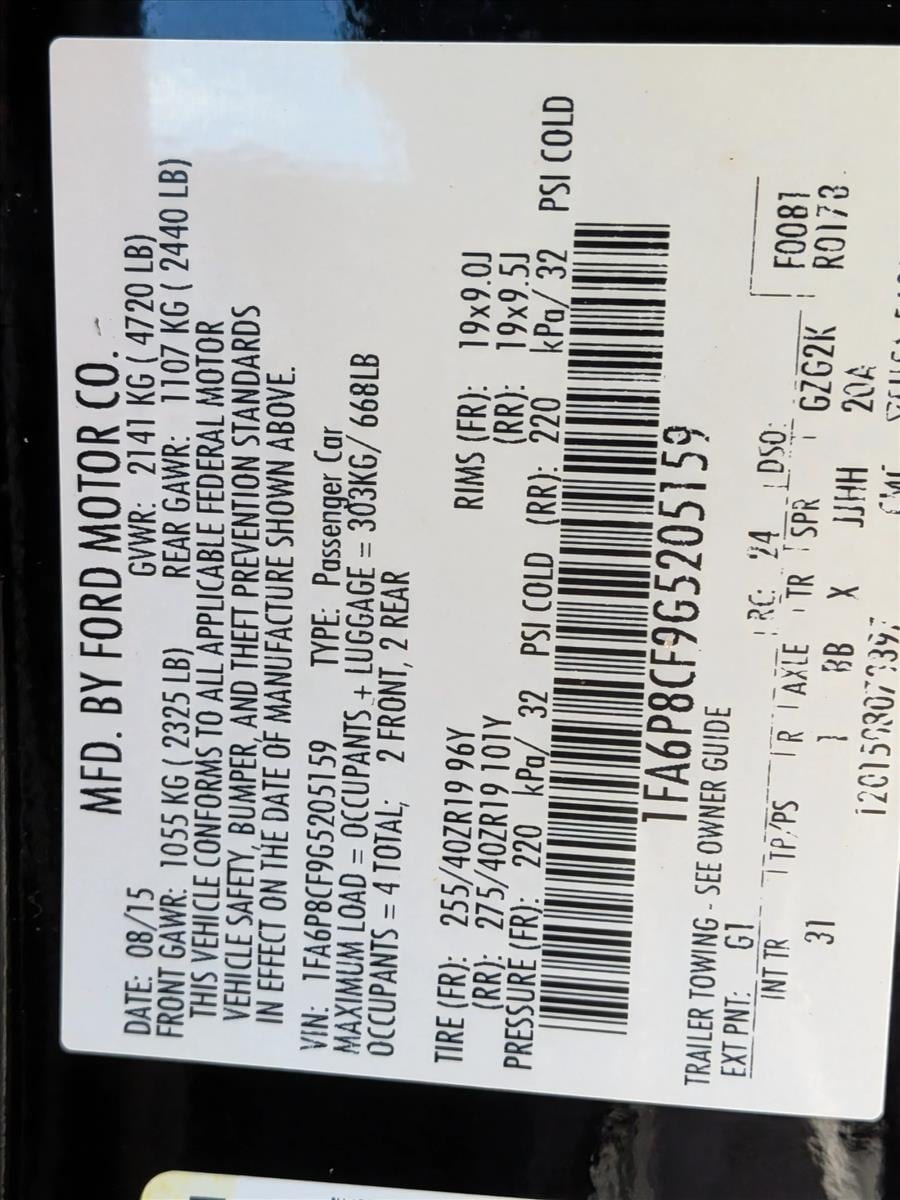 MFD. BY FORD MOTOR CO.
DATE: 08/15 GVWR: 2141 KG ( 4720 LB)
FRONT GAWR: 1055 KG ( 2325 LB) REAR GAWR: 1107 KG ( 2440 LB)
THIS VEHICLE CONFORMS TO ALL APPLICABLE FEDERAL MOTOR
VEHICLE SAFETY, BUMPER, AND THEFT PREVENTION STANDARDS
IN EFFECT ON THE DATE OF MANUFACTURE SHOWN ABOVE.
VIN: 1FA6P8CF9G5205159 TYPE: Passenger Car
MAXIMUM LOAD = OCCUPANTS + LUGGAGE = 303KG/ 668LB
OCCUPANTS = 4 TOTAL; 2 FRONT, 2 REAR
TIRE (FR): 255/40ZR19 96Y RIMS (FR): 19x9.0J
(RR): 275/40ZR19 101Y (RR): 19x9.5J
PRESSURE (FR): 220 kPa/ 32 PSI COLD (RR): 220 kPa/ 32 PSI COLD
1FA6P8CF9G5205159
TRAILER TOWING - SEE OWNER GUIDE
EXT PNT: G1 RC: 24 DSO:
INT TR TP/PS R AXLE TR SPR GZG2K F0081
31 BB X JJHH 20A R0173